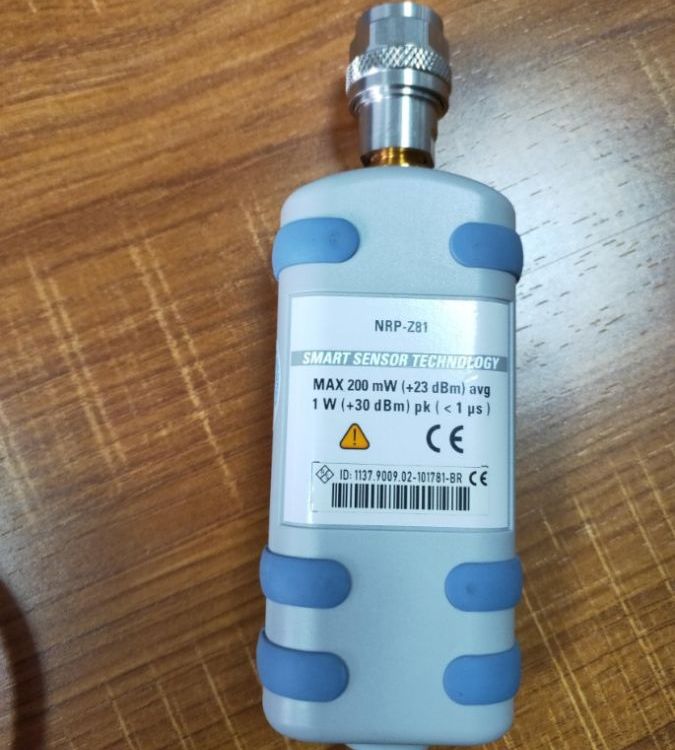 NRP-Z81
SMART SENSOR TECHNOLOGY
MAX 200 mW (+23 dBm) avg
1 W (+30 dBm) pk ( < 1 µs )
CE
ID: 1137.9009.02-101781-BR CE